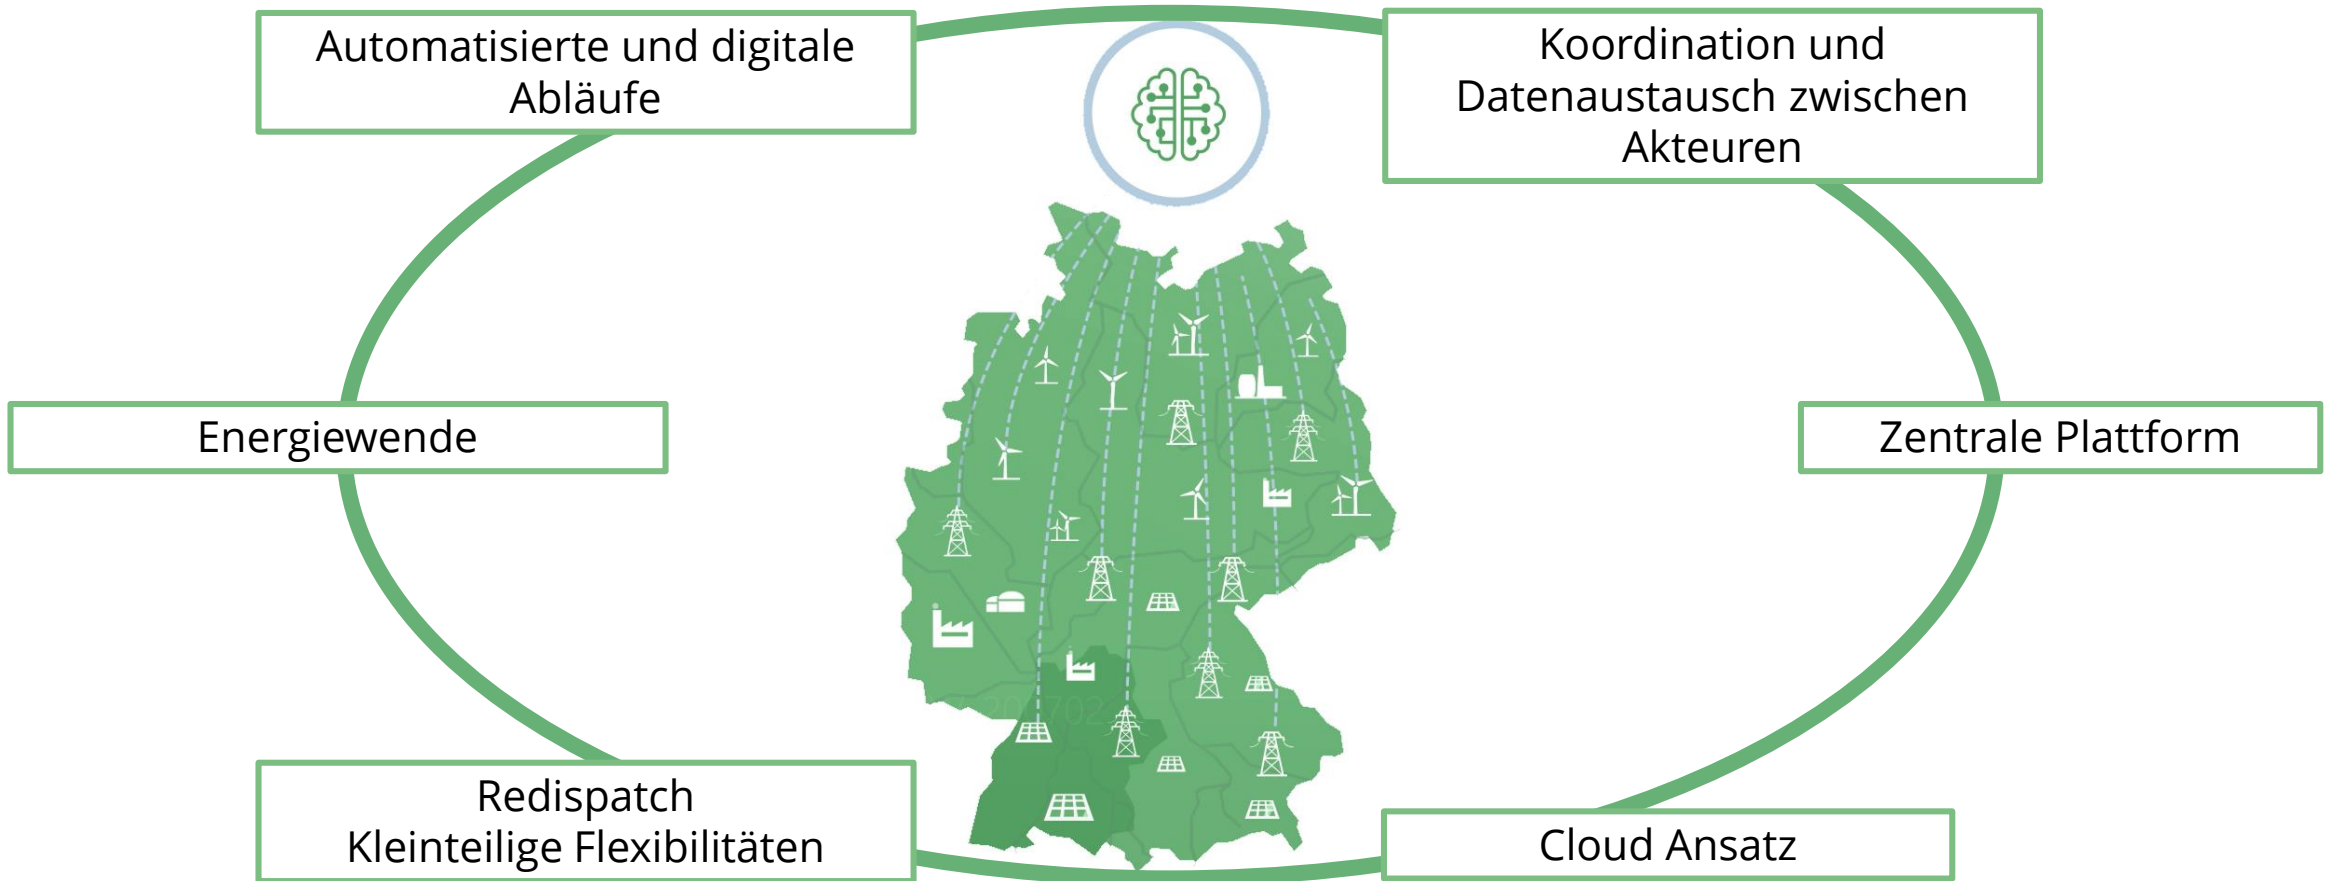 Automatisierte und digitale
Abläufe
Koordination und
Datenaustausch zwischen
Akteuren
Energiewende
Zentrale Plattform
Redispatch
Kleinteilige Flexibilitäten
Cloud Ansatz